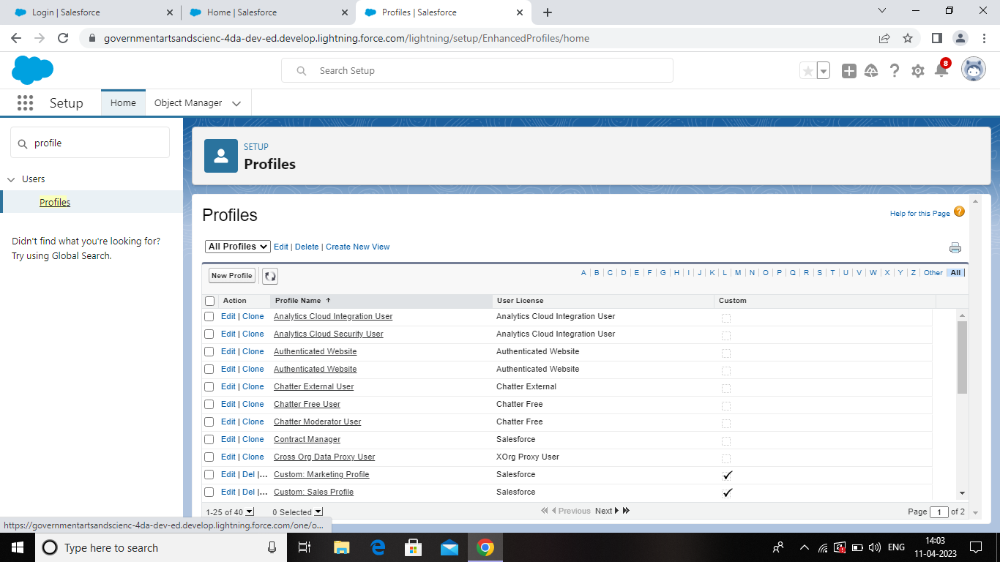 Login | Salesforce
Home | Salesforce
Profiles | Salesforce
governmentartsandscienc-4da-dev-ed.develop.lightning.force.com/lightning/setup/EnhancedProfiles/home
Search Setup
8
Setup
Home
Object Manager
profile
Users
Profiles
Didn't find what you're looking for?
Try using Global Search.
SETUP
Profiles
Profiles
Help for this Page ?
All Profiles Edit | Delete | Create New View
New Profile
A | B | C | D | E | F | G | H | I | J | K | L | M | N | O | P | Q | R | S | T | U | V | W | X | Y | Z | Other | All
Action Profile Name User License Custom
Edit | Clone Analytics Cloud Integration User Analytics Cloud Integration User
Edit | Clone Analytics Cloud Security User Analytics Cloud Integration User
Edit | Clone Authenticated Website Authenticated Website
Edit | Clone Authenticated Website Authenticated Website
Edit | Clone Chatter External User Chatter External
Edit | Clone Chatter Free User Chatter Free
Edit | Clone Chatter Moderator User Chatter Free
Edit | Clone Contract Manager Salesforce
Edit | Clone Cross Org Data Proxy User XOrg Proxy User
Edit | Del |... Custom: Marketing Profile Salesforce
Edit | Del |... Custom: Sales Profile Salesforce
1-25 of 40 0 Selected Previous Next Page 1 of 2
https://governmentartsandscienc-4da-dev-ed.develop.lightning.force.com/one/o...
Type here to search
ENG
14:03
11-04-2023